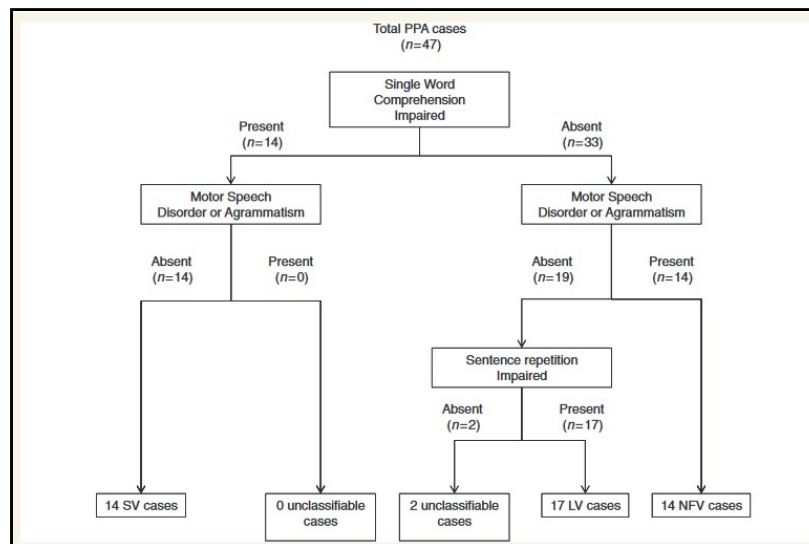 Total PPA cases
(n=47)
Single Word
Comprehension
Impaired
Present
(n=14)
Absent
(n=33)
Motor Speech
Disorder or Agrammatism
Motor Speech
Disorder or Agrammatism
Absent
(n=14)
Present
(n=0)
Absent
(n=19)
Present
(n=14)
Sentence repetition
Impaired
Absent
(n=2)
Present
(n=17)
14 SV cases
0 unclassifiable
cases
2 unclassifiable
cases
17 LV cases
14 NFV cases